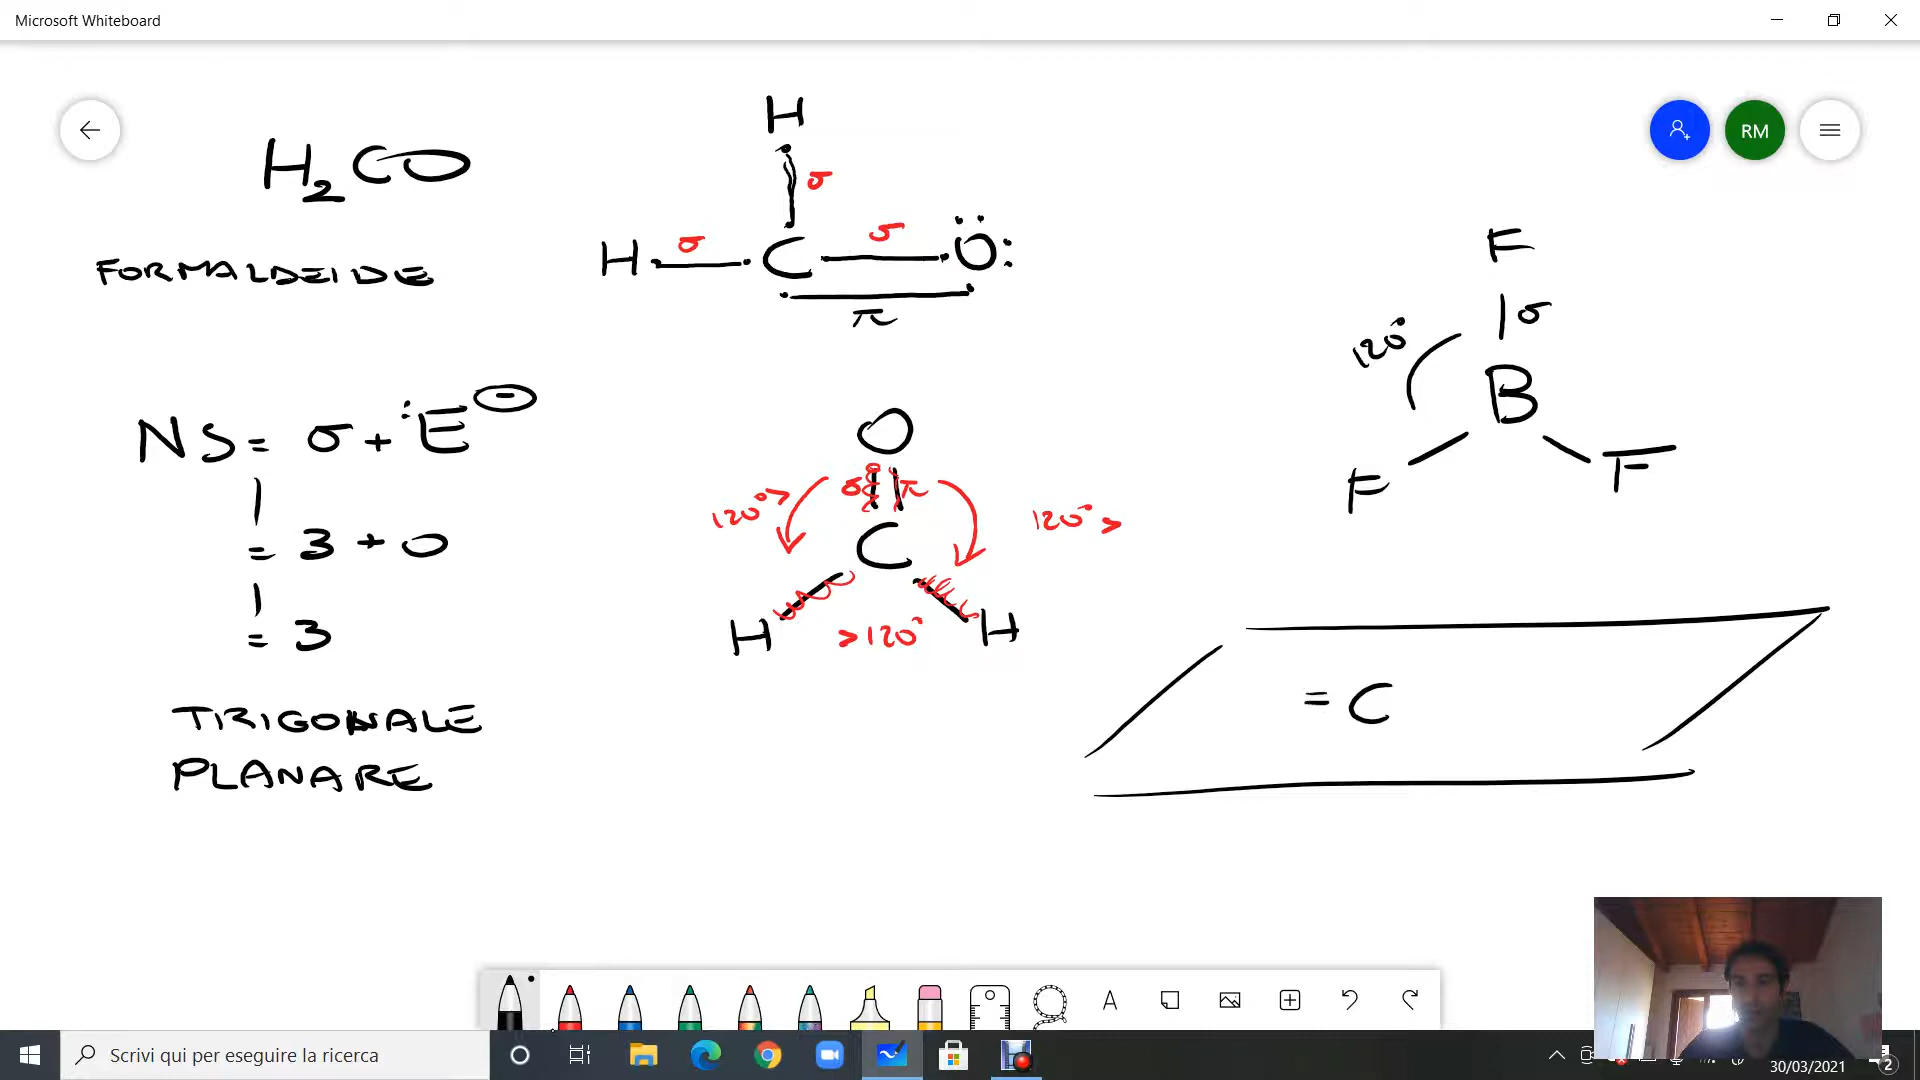 Microsoft Whiteboard
RM
H₂CO
FORMALDEIDE
H
σ
H σ C σ O
π
NS = σ + :E⊖
= 3 + 0
= 3
TRIGONALE
PLANARE
O
σ π
120° >
120° >
C
H
> 120°
H
F
σ
120°
B
F
F
= C
A
Scrivi qui per eseguire la ricerca
30/03/2021
2